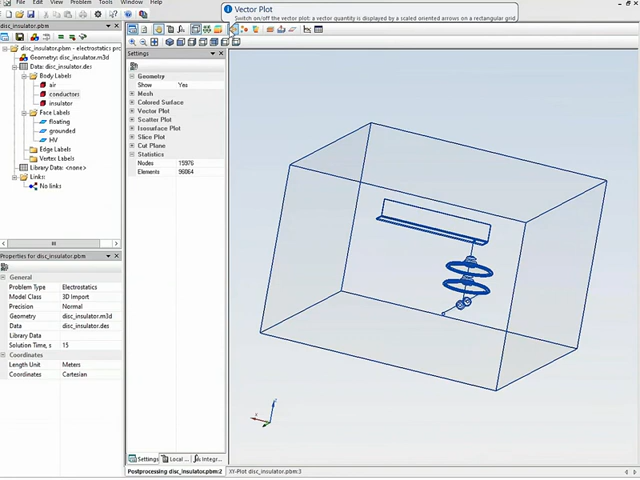 File Edit View Problem Tools Window Help
Vector Plot
Switch on/off the vector plot: a vector quantity is displayed by a scaled oriented arrows on a rectangular grid
disc_insulator.pbm
disc_insulator.pbm - electrostatics pr
Geometry: disc_insulator.m3d
Data: disc_insulator.des
Body Labels
air
conductors
insulator
Face Labels
floating
grounded
HV
Edge Labels
Vertex Labels
Library Data: <none>
Links:
No links
Properties for disc_insulator.pbm
General
Problem Type Electrostatics
Model Class 3D Import
Precision Normal
Geometry disc_insulator.m3d
Data disc_insulator.des
Library Data
Solution Time, s 15
Coordinates
Length Unit Meters
Coordinates Cartesian
Settings
Geometry
Show Yes
Mesh
Colored Surface
Vector Plot
Scatter Plot
Isosurface Plot
Slice Plot
Cut Plane
Statistics
Nodes 15976
Elements 96064
Settings Local ... Integr...
Postprocessing disc_insulator.pbm:2 XY-Plot disc_insulator.pbm:3